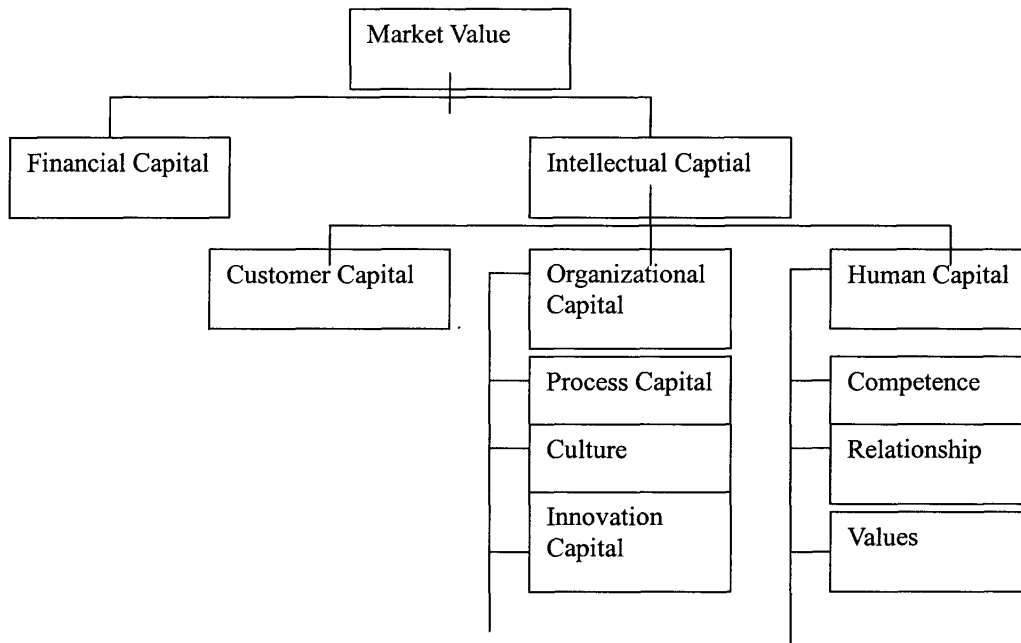 Market Value
Financial Capital
Intellectual Captial
Customer Capital
Organizational
Capital
Human Capital
Process Capital
Competence
Culture
Relationship
Innovation
Capital
Values